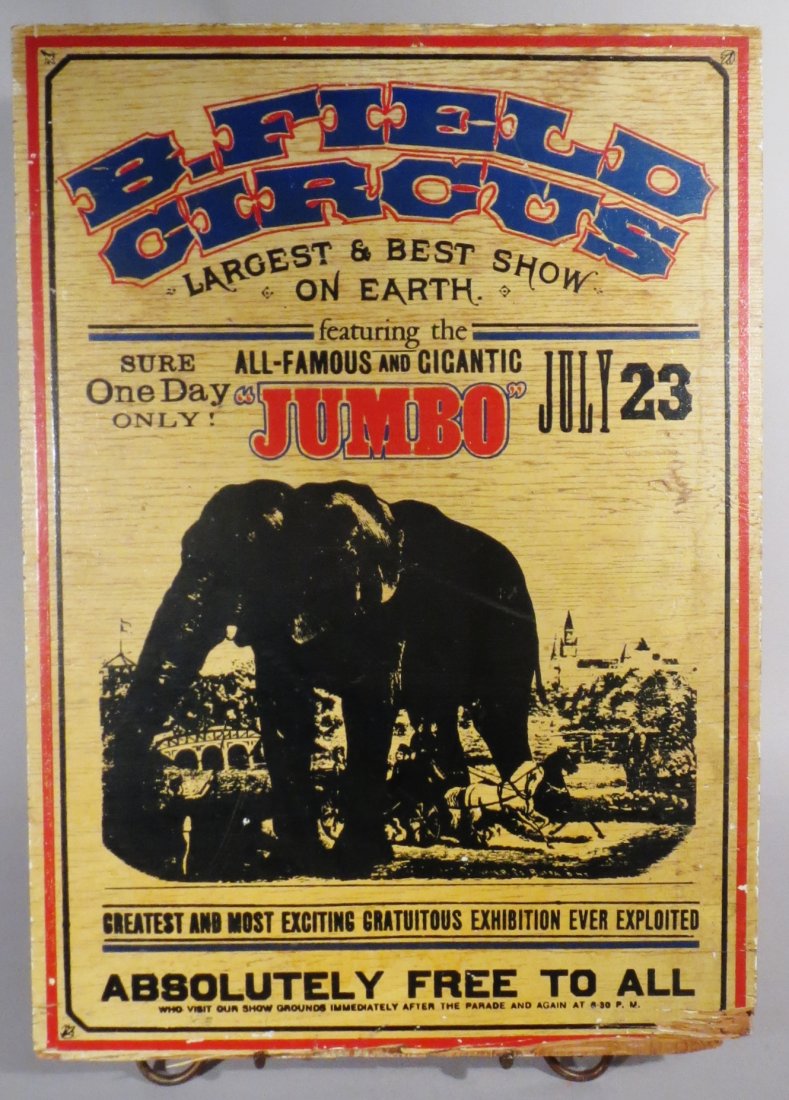 B. FIELD
CIRCUS
LARGEST & BEST SHOW
ON EARTH.
featuring the
ALL-FAMOUS AND GIGANTIC
SURE
One Day
ONLY!
"JUMBO"
JULY 23
GREATEST AND MOST EXCITING GRATUITOUS EXHIBITION EVER EXPLOITED
ABSOLUTELY FREE TO ALL
WHO VISIT OUR SHOW GROUNDS IMMEDIATELY AFTER THE PARADE AND AGAIN AT 6-30 P. M.